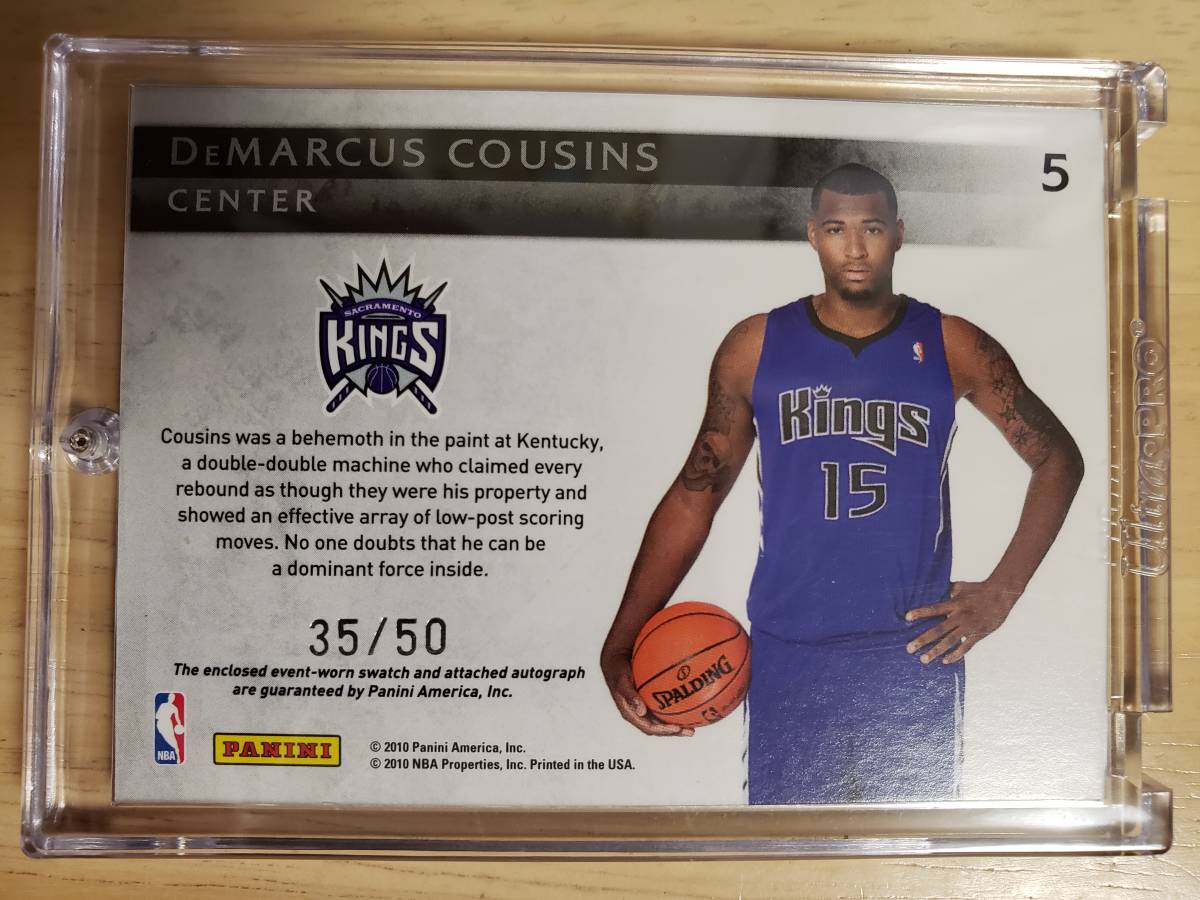 DeMARCUS COUSINS
CENTER
5
SACRAMENTO
KINGS
Cousins was a behemoth in the paint at Kentucky,
a double-double machine who claimed every
rebound as though they were his property and
showed an effective array of low-post scoring
moves. No one doubts that he can be
a dominant force inside.
35/50
The enclosed event-worn swatch and attached autograph
are guaranteed by Panini America, Inc.
NBA
PANINI
© 2010 Panini America, Inc.
© 2010 NBA Properties, Inc. Printed in the USA.
Kings
15
SPALDING
UltraPRO®